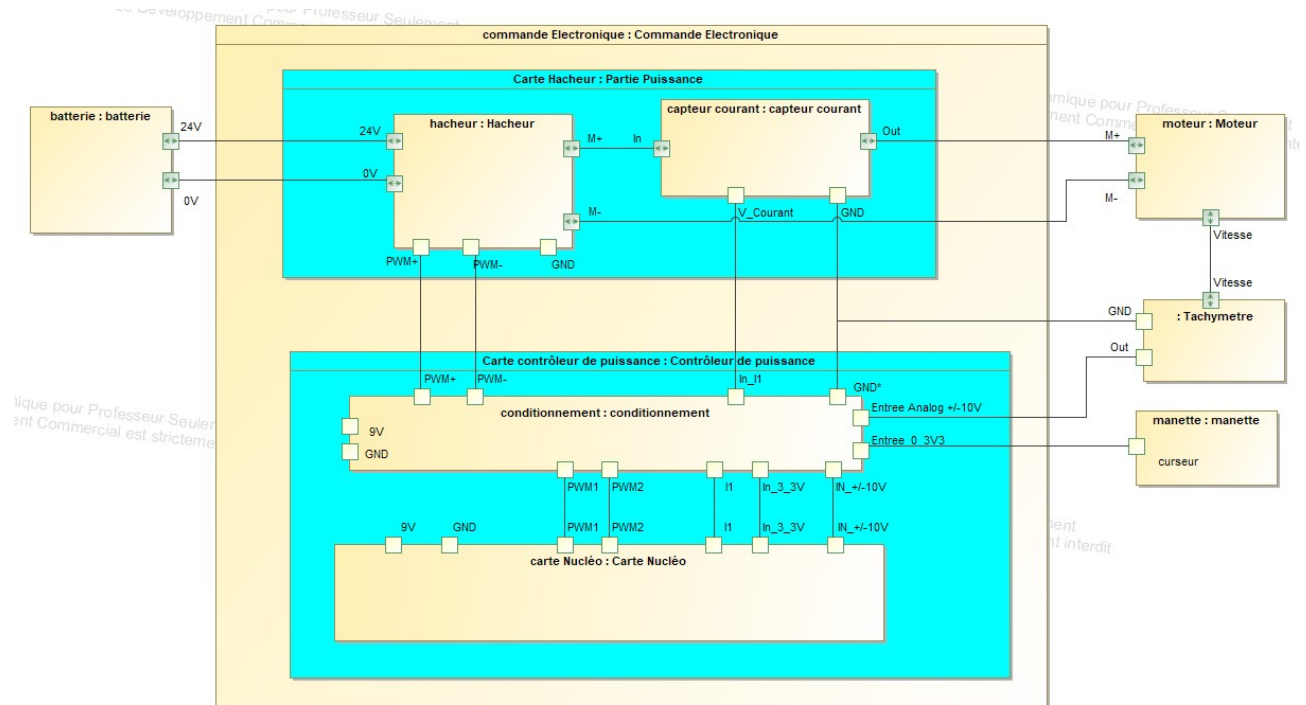 pour Professeur Seulement
commande Electronique : Commande Electronique
Carte Hacheur : Partie Puissance
batterie : batterie
24V
0V
24V
0V
hacheur : Hacheur
M+
M-
PWM+
PWM-
GND
capteur courant : capteur courant
In
Out
V_Courant
GND
moteur : Moteur
M+
M-
Vitesse
Vitesse
GND
Out
: Tachymetre
manette : manette
curseur
Carte contrôleur de puissance : Contrôleur de puissance
PWM+
PWM-
In_I1
GND*
conditionnement : conditionnement
9V
GND
Entree Analog +/-10V
Entree_0_3V3
PWM1
PWM2
I1
In_3_3V
IN_+/-10V
9V
GND
PWM1
PWM2
I1
In_3_3V
IN_+/-10V
carte Nucléo : Carte Nucléo